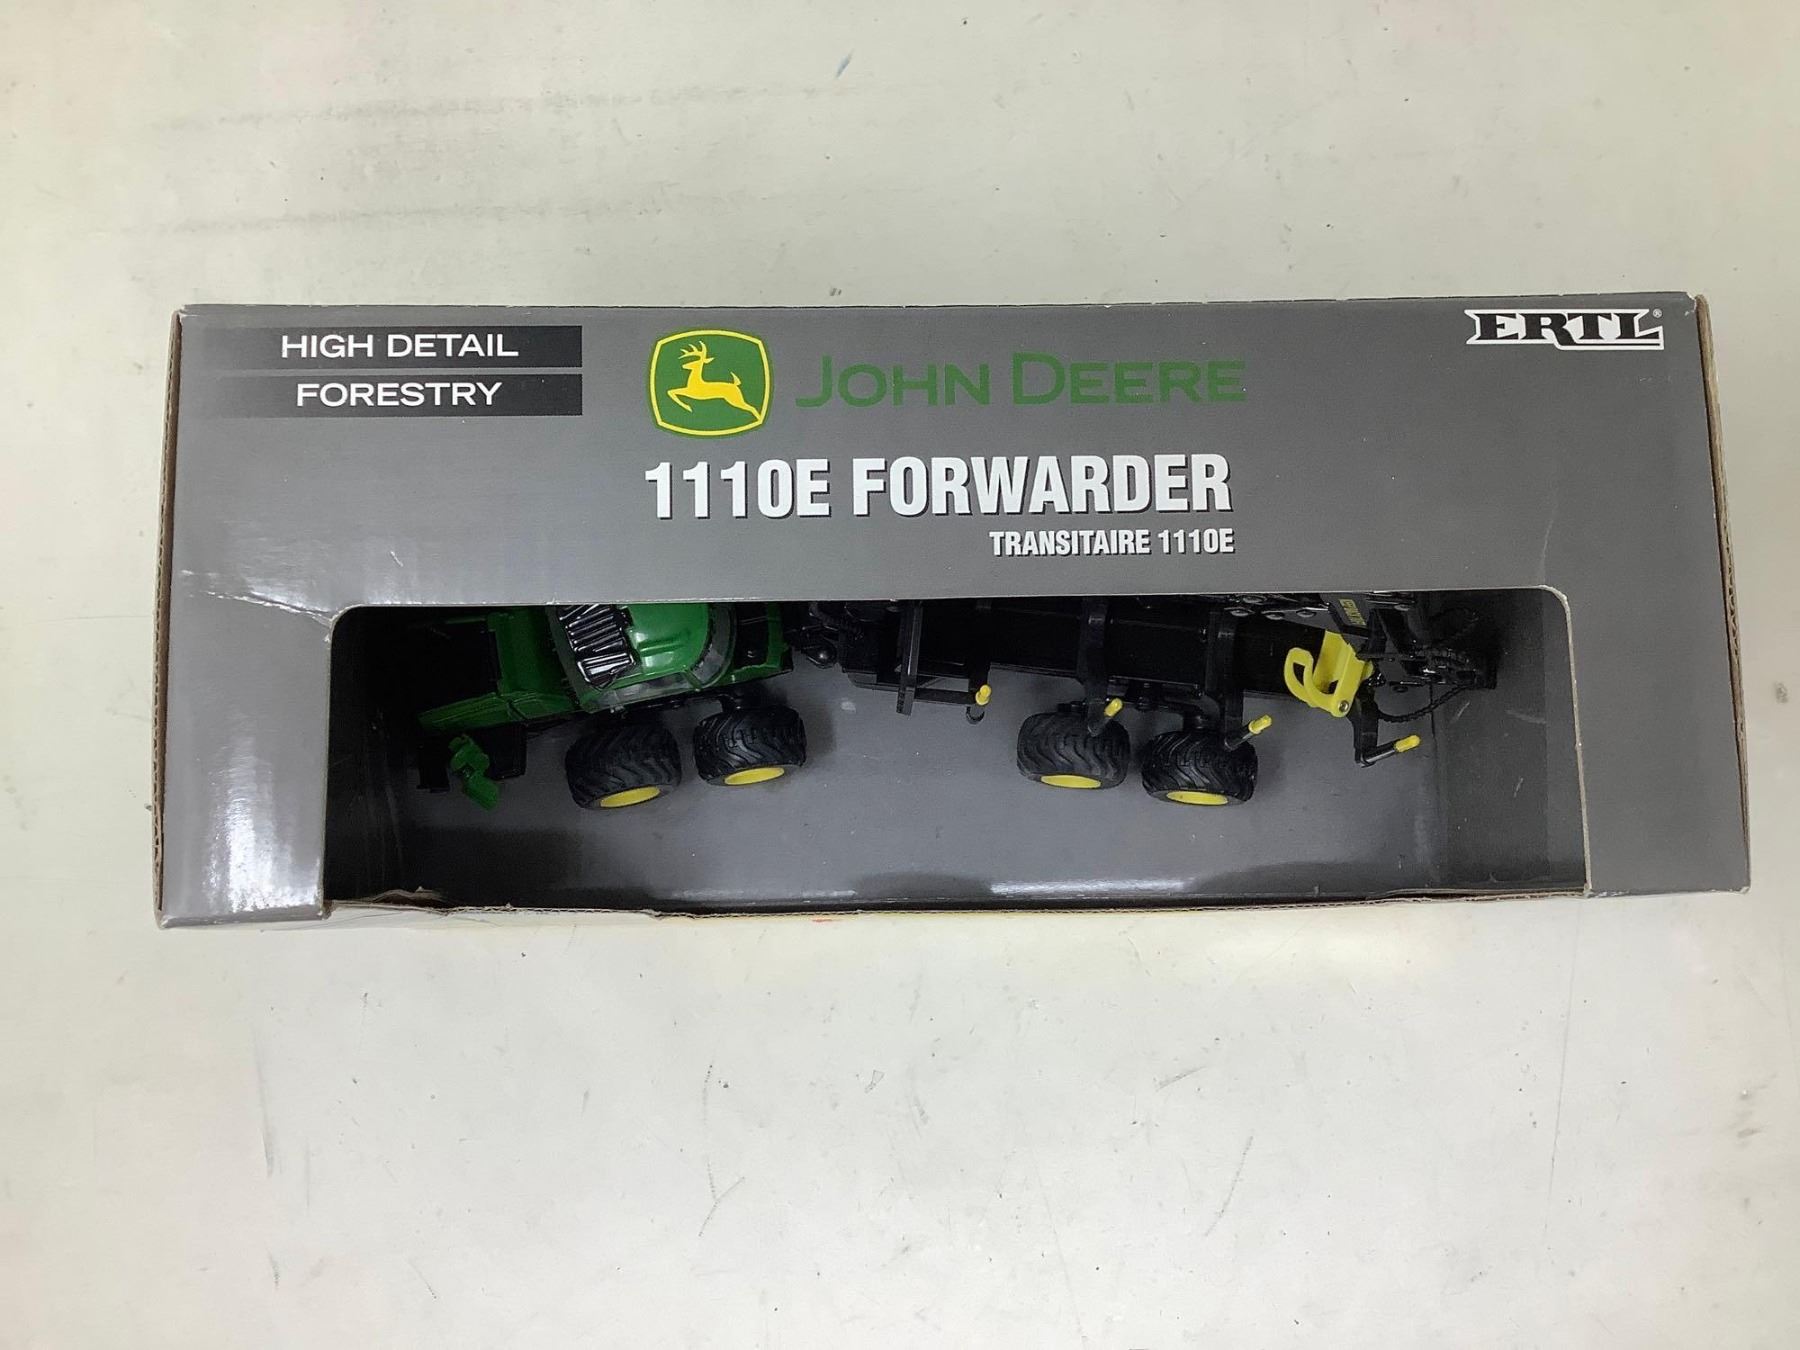 HIGH DETAIL
FORESTRY
JOHN DEERE
ERTL®
1110E FORWARDER
TRANSITAIRE 1110E